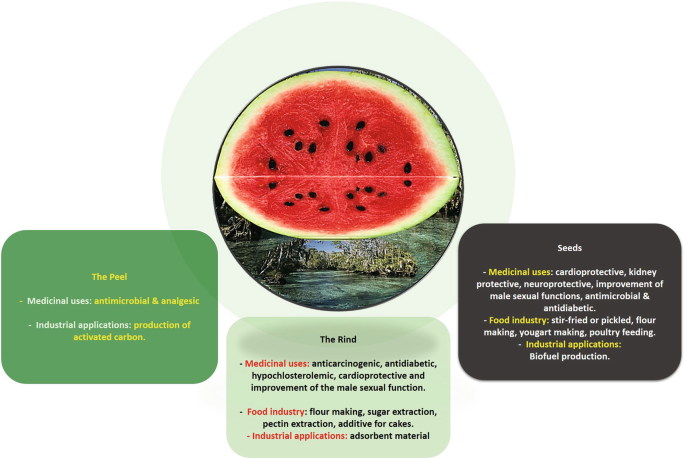 The Peel
- Medicinal uses: antimicrobial & analgesic
- Industrial applications: production of
activated carbon.
The Rind
- Medicinal uses: anticarcinogenic, antidiabetic,
hypochlosterolemic, cardioprotective and
improvement of the male sexual function.
- Food industry: flour making, sugar extraction,
pectin extraction, additive for cakes.
- Industrial applications: adsorbent material
Seeds
- Medicinal uses: cardioprotective, kidney
protective, neuroprotective, improvement of
male sexual functions, antimicrobial &
antidiabetic.
- Food industry: stir-fried or pickled, flour
making, yougart making, poultry feeding.
- Industrial applications:
Biofuel production.